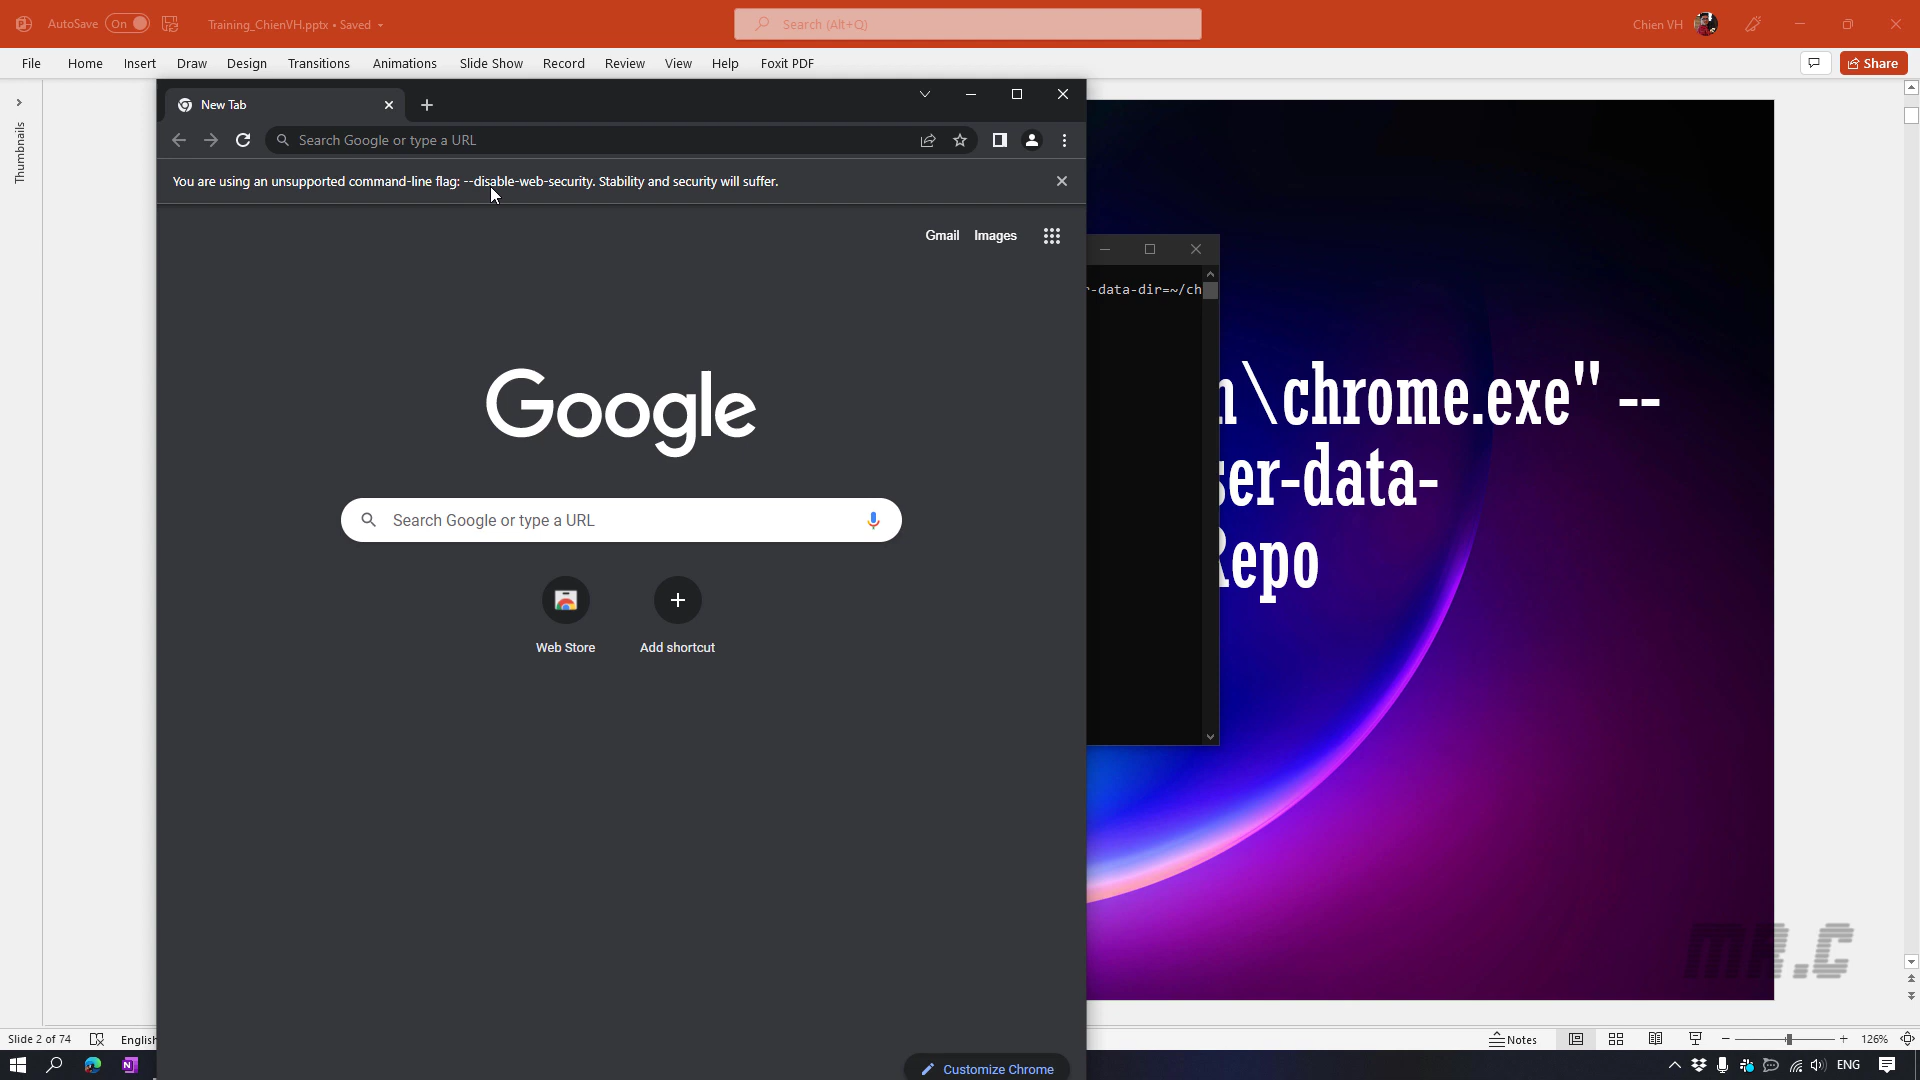 AutoSave On Training_ChienVH.pptx • Saved Search (Alt+Q) Chien VH
File Home Insert Draw Design Transitions Animations Slide Show Record Review View Help Foxit PDF Share
Thumbnails
New Tab
Search Google or type a URL
You are using an unsupported command-line flag: --disable-web-security. Stability and security will suffer.
Gmail Images
r-data-dir=~/ch
Google
\chrome.exe" --
ser-data-
Repo
Search Google or type a URL
Web Store Add shortcut
MR.C
Customize Chrome
Slide 2 of 74 English Notes 126%
ENG